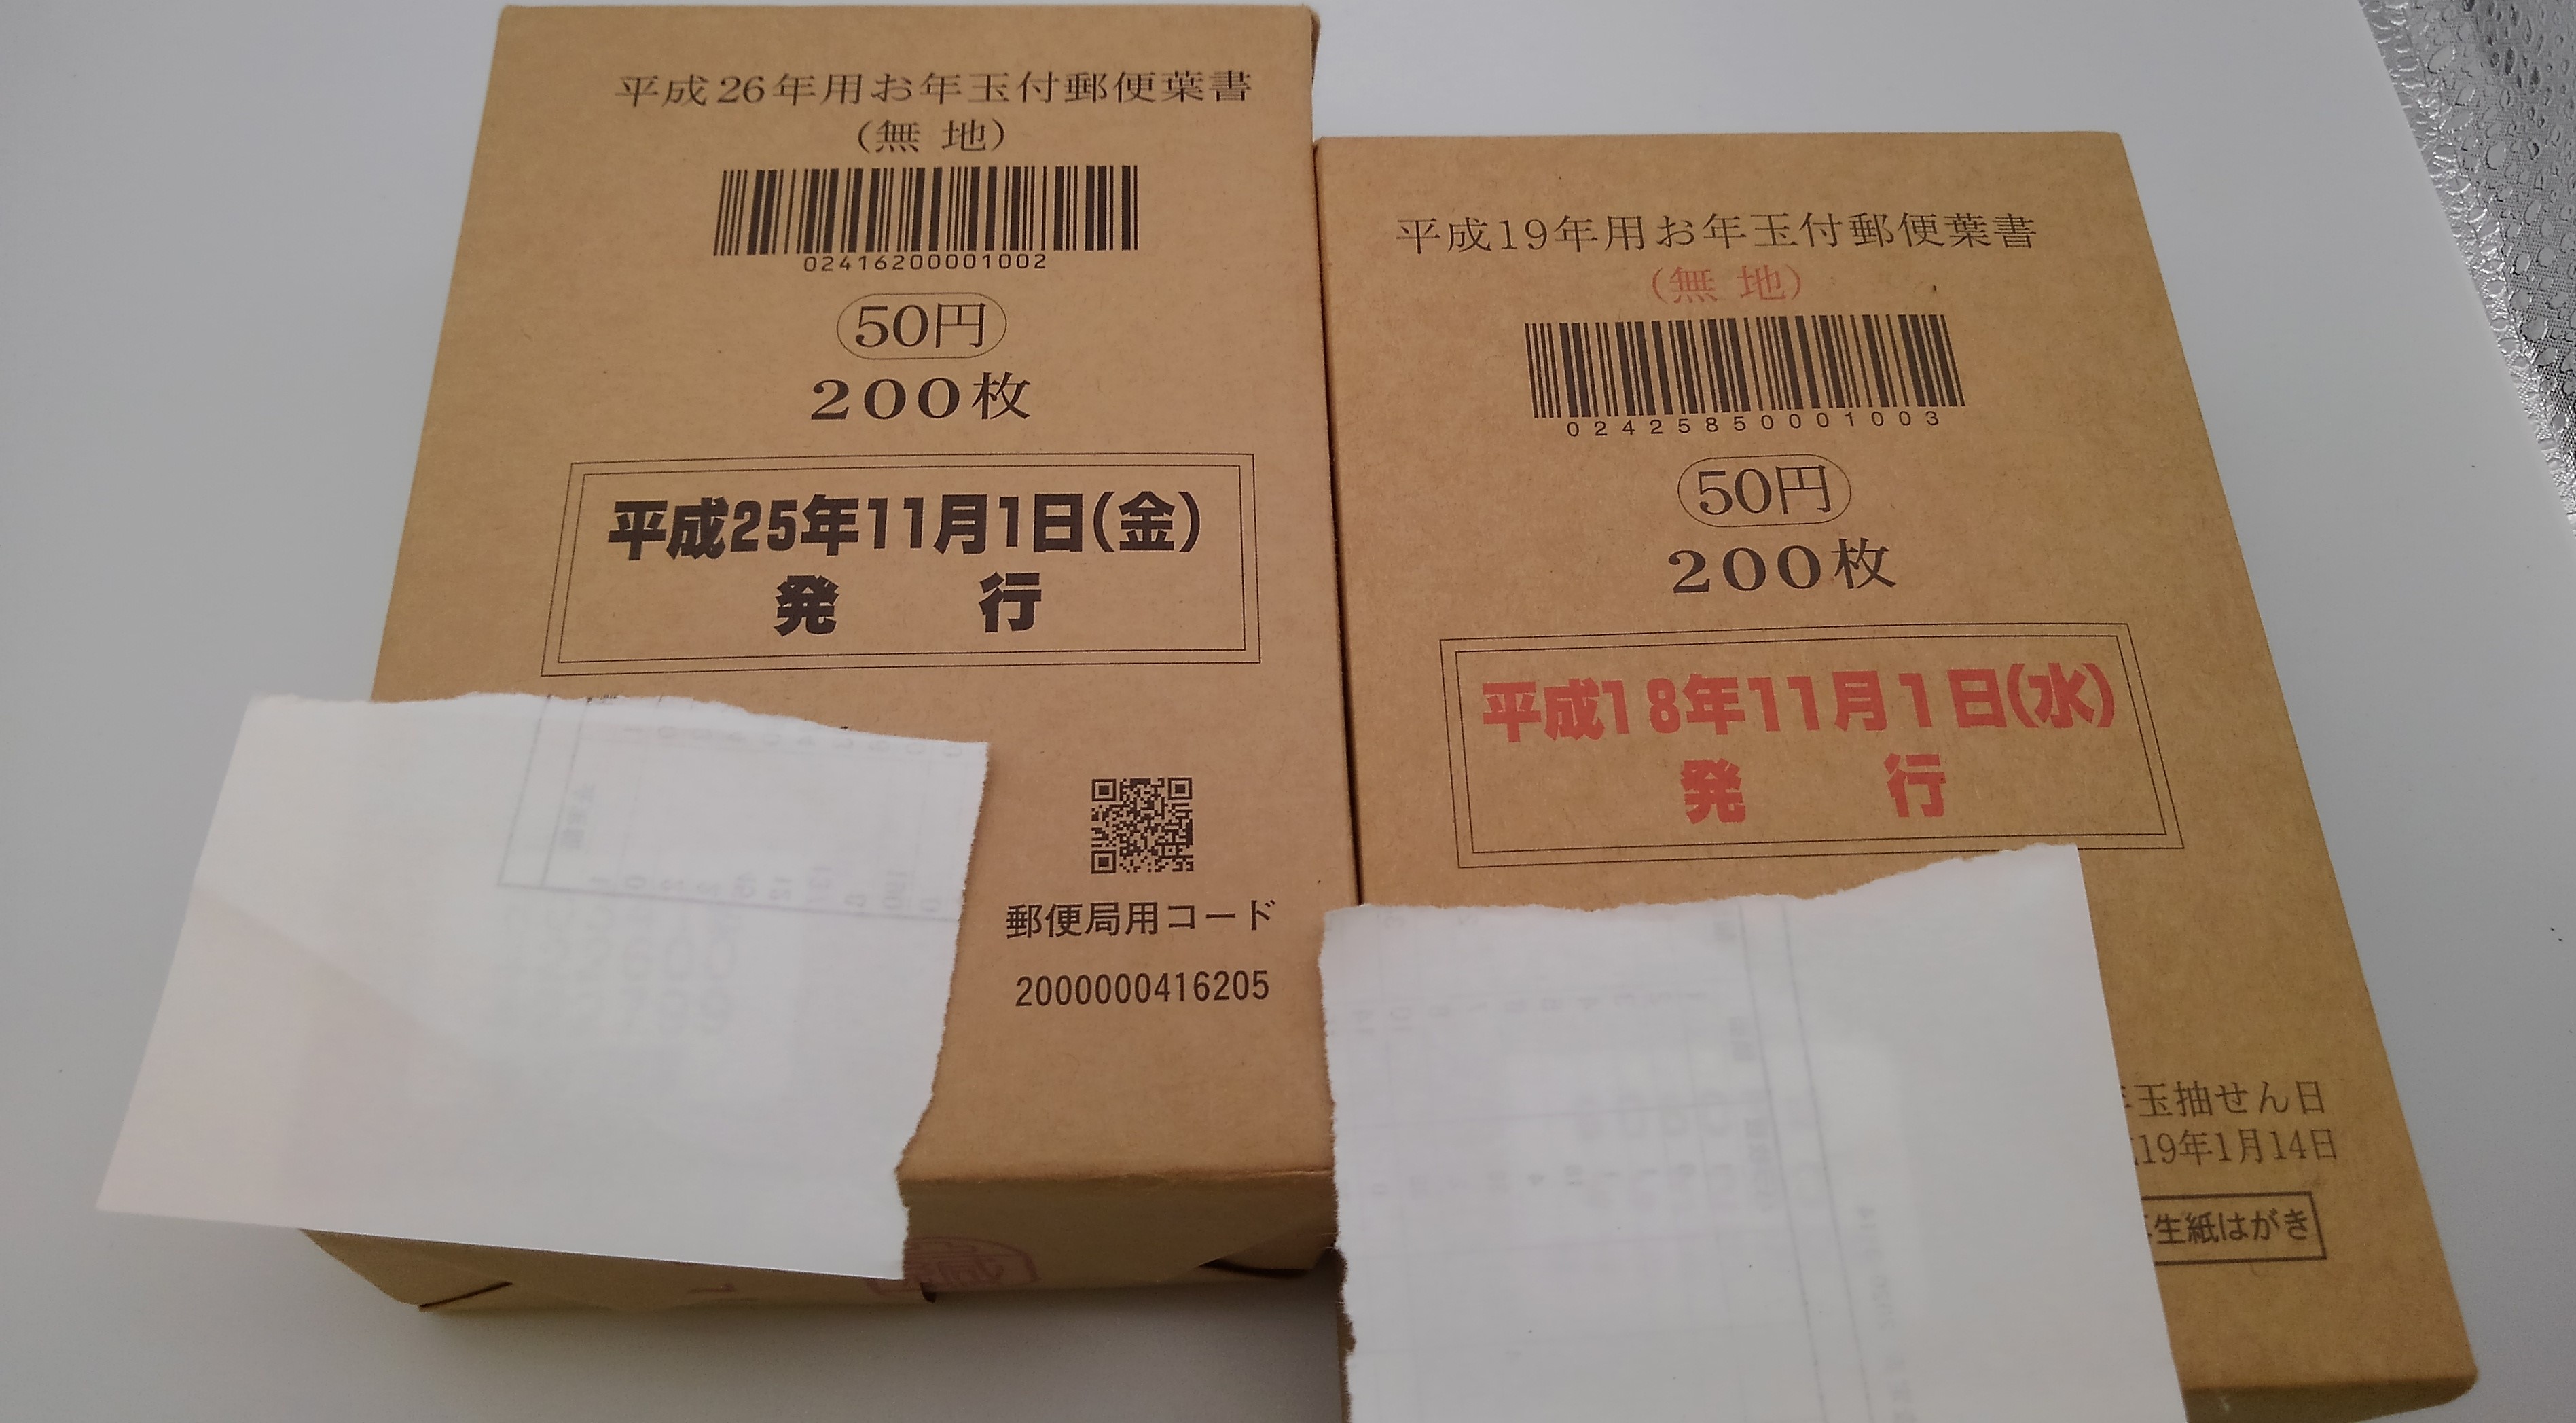 平成26年用お年玉付郵便葉書
(無 地)
02416200001002
50円
200枚
平成25年11月1日(金)
発 行
郵便局用コード
2000000416205
平成19年用お年玉付郵便葉書
(無 地)
02425850001003
50円
200枚
平成18年11月1日(水)
発 行
玉抽せん日
19年1月14日
生紙はがき